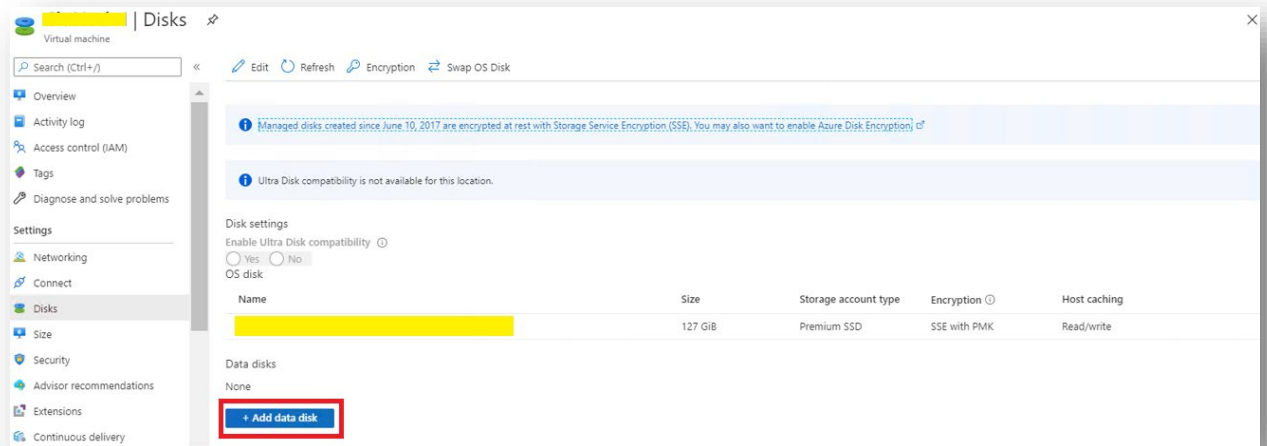 | Disks
Virtual machine
Search (Ctrl+/)
«
Overview
Activity log
Access control (IAM)
Tags
Diagnose and solve problems
Settings
Networking
Connect
Disks
Size
Security
Advisor recommendations
Extensions
Continuous delivery
Edit Refresh Encryption Swap OS Disk
Managed disks created since June 10, 2017 are encrypted at rest with Storage Service Encryption (SSE). You may also want to enable Azure Disk Encryption.
Ultra Disk compatibility is not available for this location.
Disk settings
Enable Ultra Disk compatibility
Yes No
OS disk
Name Size Storage account type Encryption Host caching
127 GiB Premium SSD SSE with PMK Read/write
Data disks
None
+ Add data disk